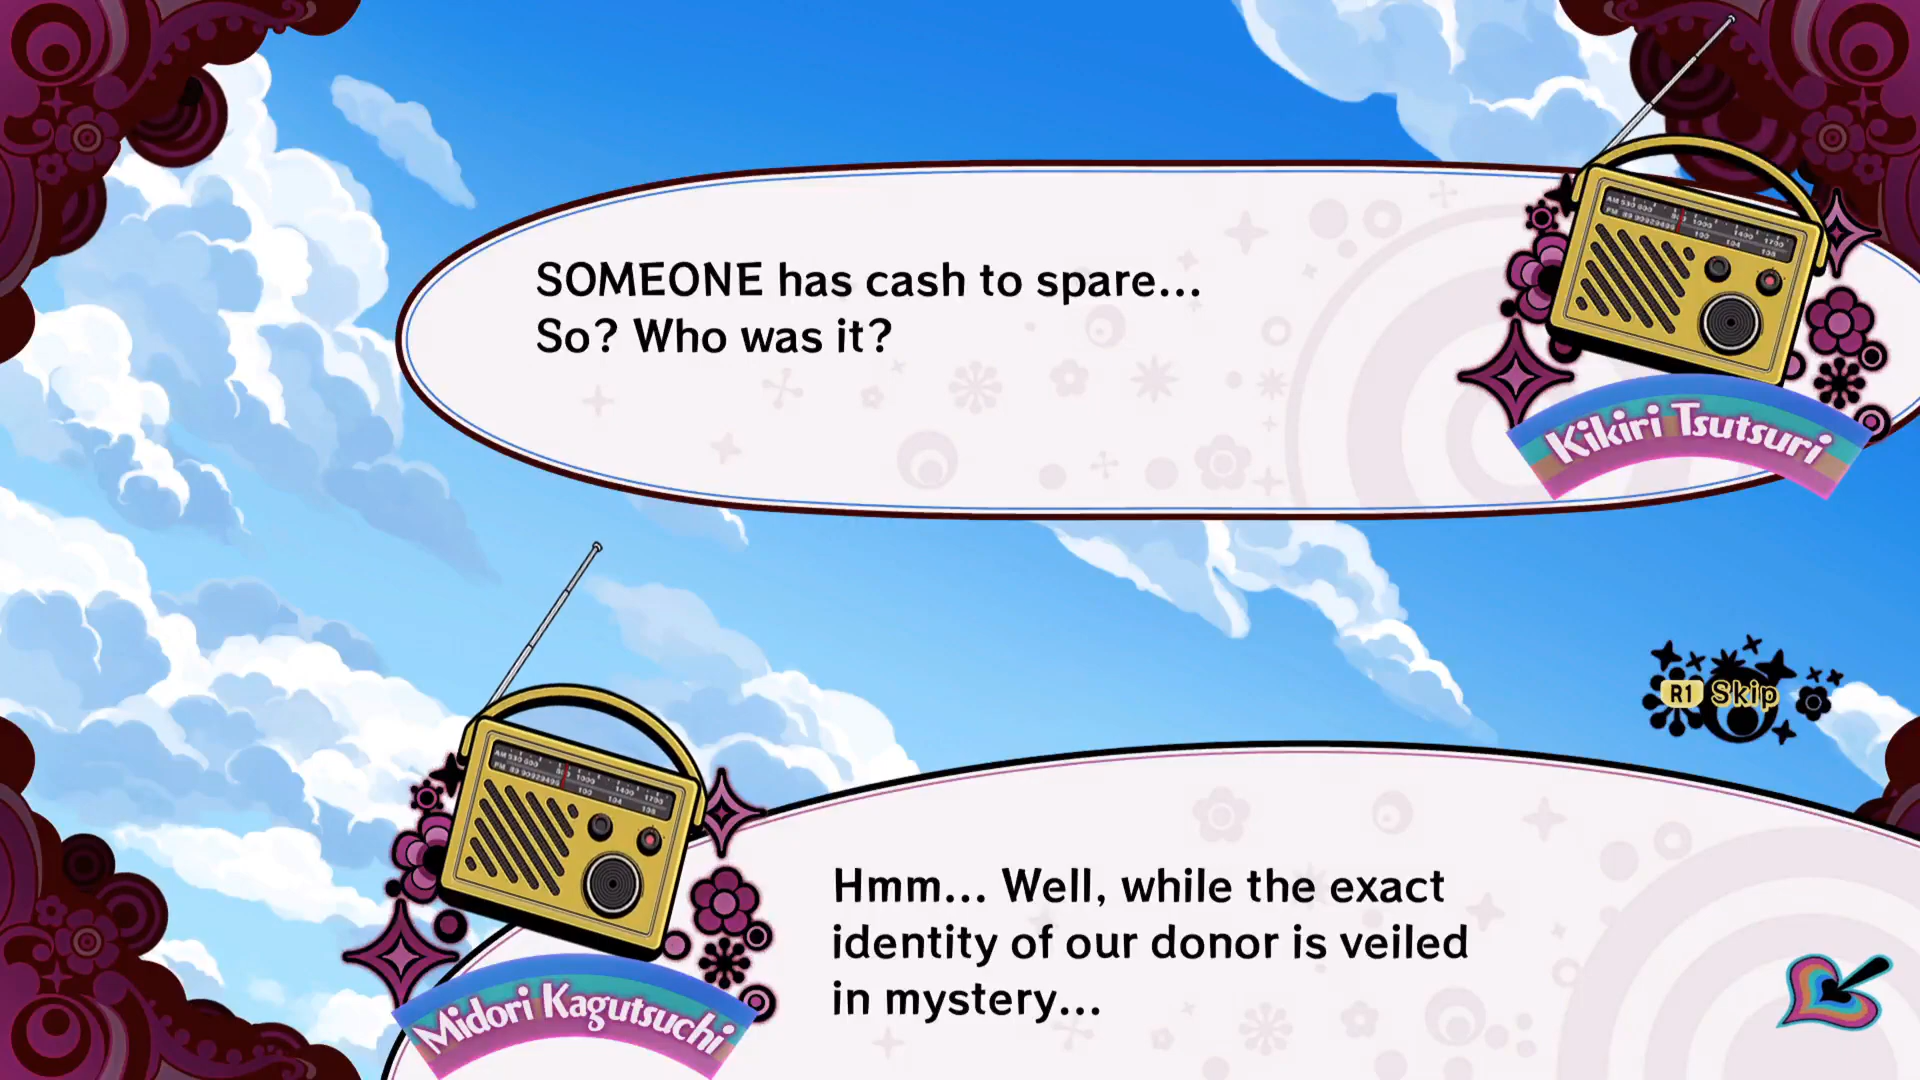 SOMEONE has cash to spare...
So? Who was it?
Kikiri Tsutsuri
R1 Skip
Hmm... Well, while the exact
identity of our donor is veiled
in mystery...
Midori Kagutsuchi